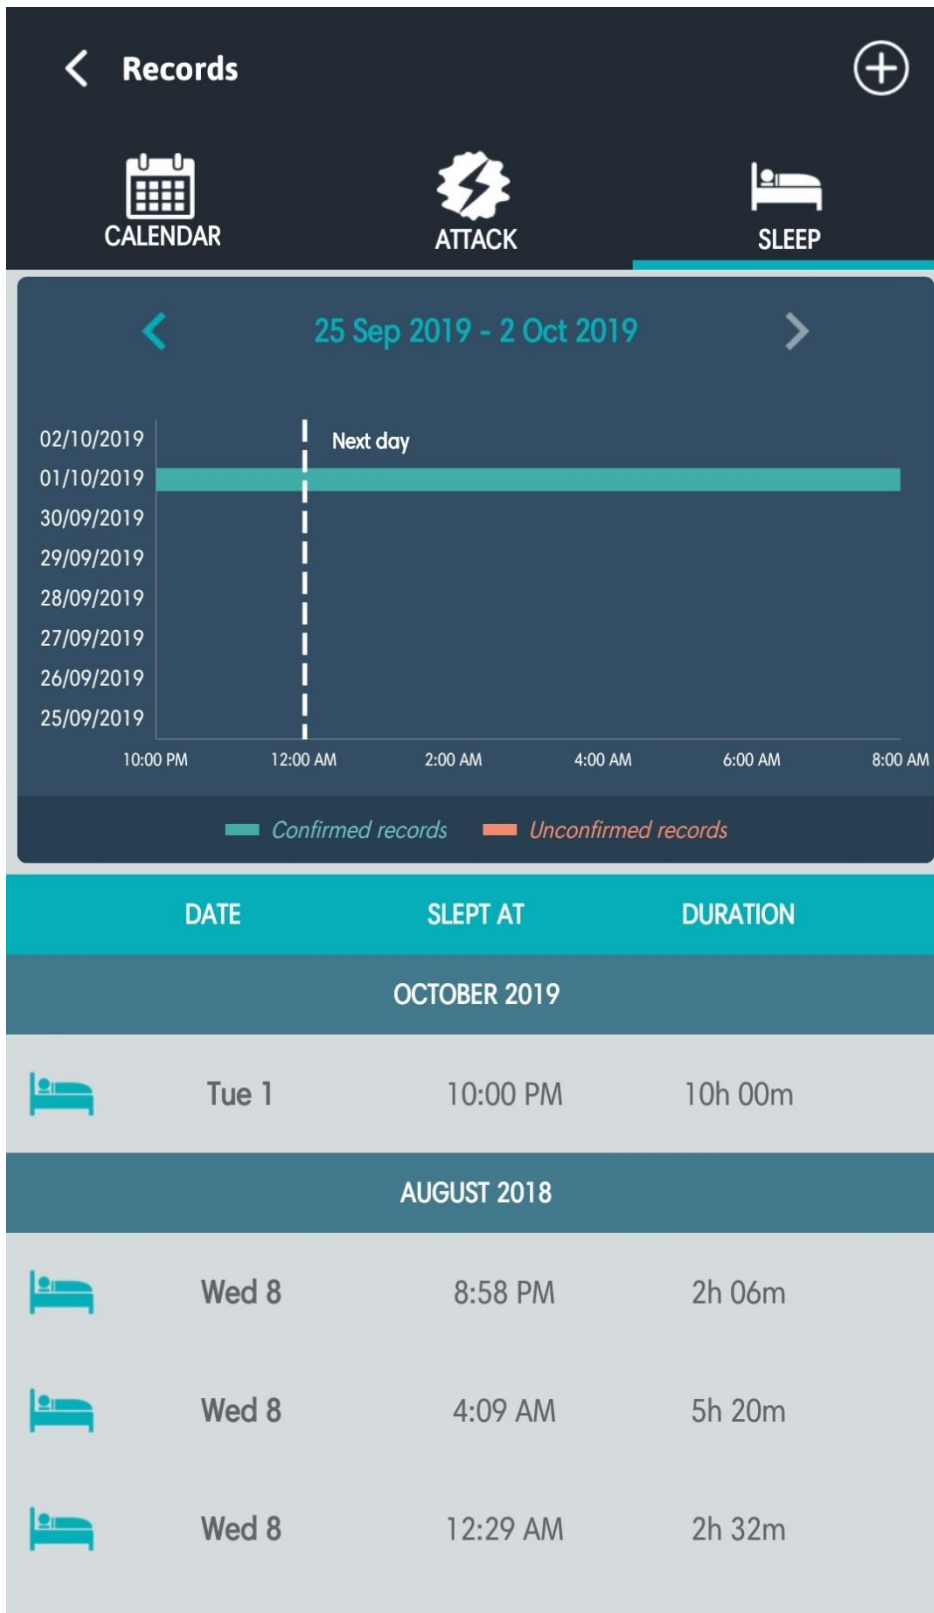 Records
CALENDAR ATTACK SLEEP
25 Sep 2019 - 2 Oct 2019
02/10/2019 Next day
01/10/2019
30/09/2019
29/09/2019
28/09/2019
27/09/2019
26/09/2019
25/09/2019
10:00 PM 12:00 AM 2:00 AM 4:00 AM 6:00 AM 8:00 AM
Confirmed records Unconfirmed records
DATE SLEPT AT DURATION
OCTOBER 2019
Tue 1 10:00 PM 10h 00m
AUGUST 2018
Wed 8 8:58 PM 2h 06m
Wed 8 4:09 AM 5h 20m
Wed 8 12:29 AM 2h 32m